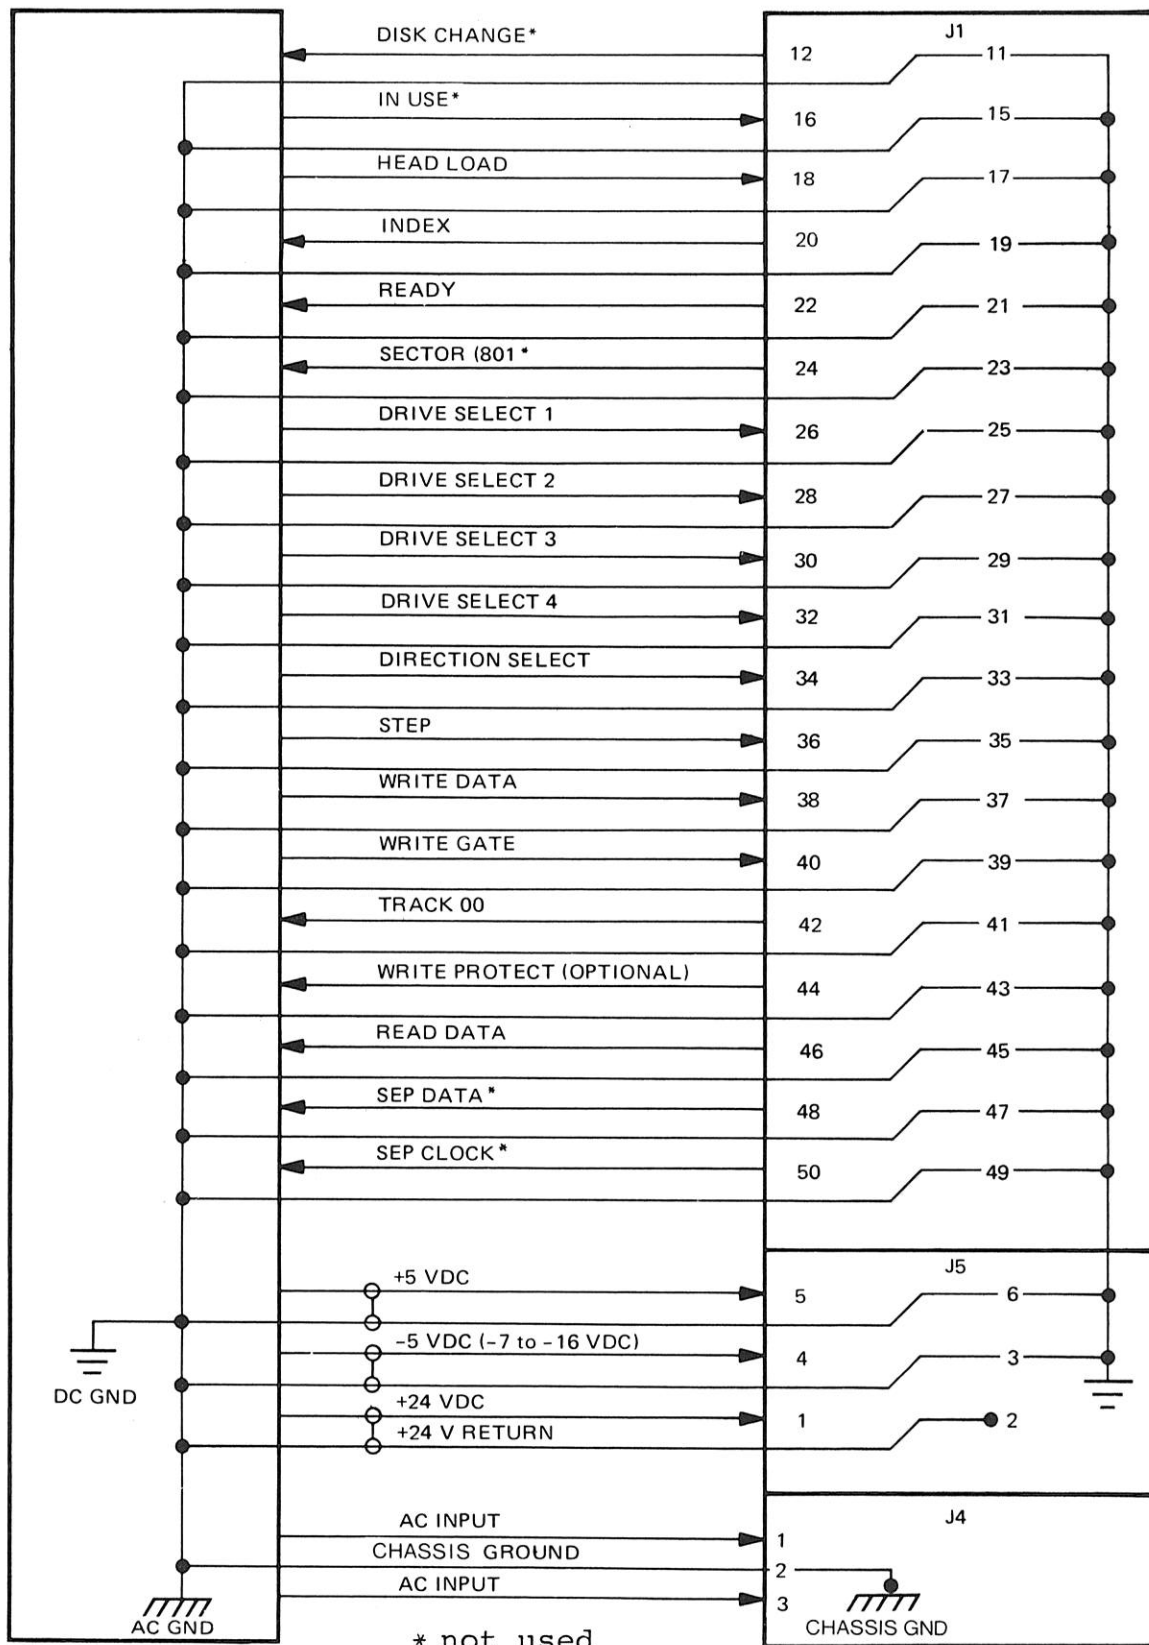 J1
DISK CHANGE* 12 11
IN USE* 16 15
HEAD LOAD 18 17
INDEX 20 19
READY 22 21
SECTOR (801 * 24 23
DRIVE SELECT 1 26 25
DRIVE SELECT 2 28 27
DRIVE SELECT 3 30 29
DRIVE SELECT 4 32 31
DIRECTION SELECT 34 33
STEP 36 35
WRITE DATA 38 37
WRITE GATE 40 39
TRACK 00 42 41
WRITE PROTECT (OPTIONAL) 44 43
READ DATA 46 45
SEP DATA* 48 47
SEP CLOCK* 50 49
J5
+5 VDC 5 6
-5 VDC (-7 to -16 VDC) 4 3
DC GND
+24 VDC 1 2
+24 V RETURN
J4
AC INPUT 1
CHASSIS GROUND 2
AC INPUT 3
AC GND
CHASSIS GND
* not used